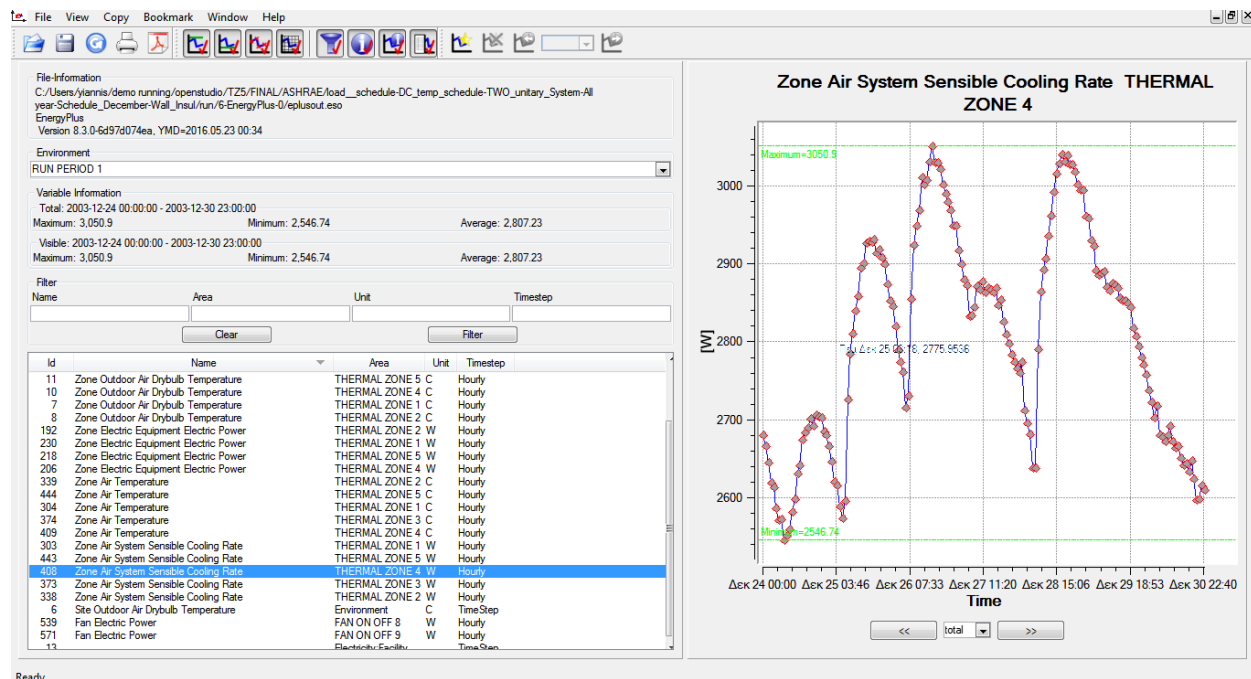 File View Copy Bookmark Window Help
File-Information
C:/Users/yiannis/demo running/openstudio/TZ5/FINAL/ASHRAE/load__schedule-DC_temp_schedule-TWO_unitary_System-All
year-Schedule_December-Wall_Insul/run/6-EnergyPlus-0/eplusout.eso
EnergyPlus
Version 8.3.0-6d97d074ea, YMD=2016.05.23 00:34
Environment
RUN PERIOD 1
Variable Information
Total: 2003-12-24 00:00:00 - 2003-12-30 23:00:00
Maximum: 3,050.9 Minimum: 2,546.74 Average: 2,807.23
Visible: 2003-12-24 00:00:00 - 2003-12-30 23:00:00
Maximum: 3,050.9 Minimum: 2,546.74 Average: 2,807.23
Filter
Name Area Unit Timestep
Clear Filter
Id Name Area Unit Timestep
11 Zone Outdoor Air Drybulb Temperature THERMAL ZONE 5 C Hourly
10 Zone Outdoor Air Drybulb Temperature THERMAL ZONE 4 C Hourly
7 Zone Outdoor Air Drybulb Temperature THERMAL ZONE 1 C Hourly
8 Zone Outdoor Air Drybulb Temperature THERMAL ZONE 2 C Hourly
192 Zone Electric Equipment Electric Power THERMAL ZONE 2 W Hourly
230 Zone Electric Equipment Electric Power THERMAL ZONE 1 W Hourly
218 Zone Electric Equipment Electric Power THERMAL ZONE 5 W Hourly
206 Zone Electric Equipment Electric Power THERMAL ZONE 4 W Hourly
339 Zone Air Temperature THERMAL ZONE 2 C Hourly
444 Zone Air Temperature THERMAL ZONE 5 C Hourly
304 Zone Air Temperature THERMAL ZONE 1 C Hourly
374 Zone Air Temperature THERMAL ZONE 3 C Hourly
409 Zone Air Temperature THERMAL ZONE 4 C Hourly
303 Zone Air System Sensible Cooling Rate THERMAL ZONE 1 W Hourly
443 Zone Air System Sensible Cooling Rate THERMAL ZONE 5 W Hourly
408 Zone Air System Sensible Cooling Rate THERMAL ZONE 4 W Hourly
373 Zone Air System Sensible Cooling Rate THERMAL ZONE 3 W Hourly
338 Zone Air System Sensible Cooling Rate THERMAL ZONE 2 W Hourly
6 Site Outdoor Air Drybulb Temperature Environment C TimeStep
539 Fan Electric Power FAN ON OFF 8 W Hourly
571 Fan Electric Power FAN ON OFF 9 W Hourly
13 Electricity:Facility TimeStep
Ready
Zone Air System Sensible Cooling Rate THERMAL
ZONE 4
Maximum=3050.9
3000
2900
2800
[W]
Δεκ 25 2775.9536
2700
2600
Minimum=2546.74
Δεκ 24 00:00 Δεκ 25 03:46 Δεκ 26 07:33 Δεκ 27 11:20 Δεκ 28 15:06 Δεκ 29 18:53 Δεκ 30 22:40
Time
<< total >>